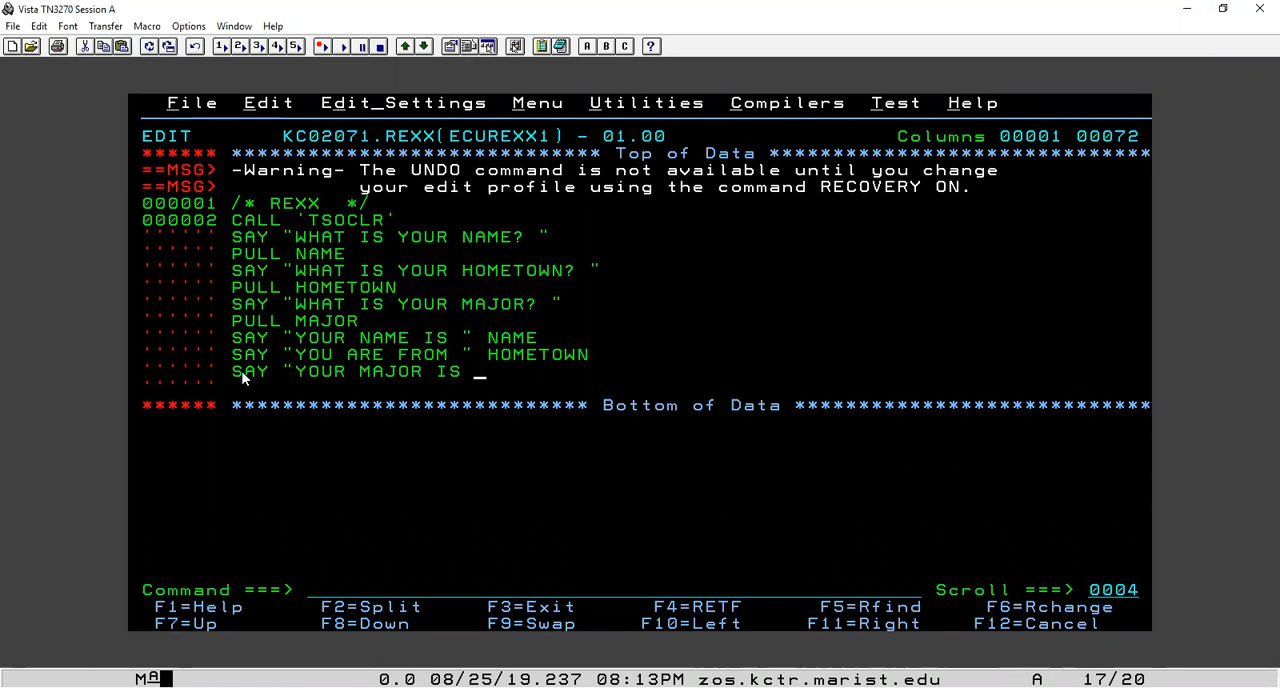 Vista TN3270 Session A
File Edit Font Transfer Macro Options Window Help
1 2 3 4 5 A B C ?
File Edit Edit_Settings Menu Utilities Compilers Test Help
EDIT KC02071.REXX(ECUREXX1) - 01.00 Columns 00001 00072
****** ***************************** Top of Data ******************************
==MSG> -Warning- The UNDO command is not available until you change
==MSG> your edit profile using the command RECOVERY ON.
000001 /* REXX */
000002 CALL 'TSOCLR'
'''''' SAY "WHAT IS YOUR NAME? "
'''''' PULL NAME
'''''' SAY "WHAT IS YOUR HOMETOWN? "
'''''' PULL HOMETOWN
'''''' SAY "WHAT IS YOUR MAJOR? "
'''''' PULL MAJOR
'''''' SAY "YOUR NAME IS " NAME
'''''' SAY "YOU ARE FROM " HOMETOWN
'''''' SAY "YOUR MAJOR IS _
''''''
****** **************************** Bottom of Data ****************************
Command ===> Scroll ===> 0004
F1=Help F2=Split F3=Exit F4=RETF F5=Rfind F6=Rchange
F7=Up F8=Down F9=Swap F10=Left F11=Right F12=Cancel
MA 0.0 08/25/19.237 08:13PM zos.kctr.marist.edu A 17/20